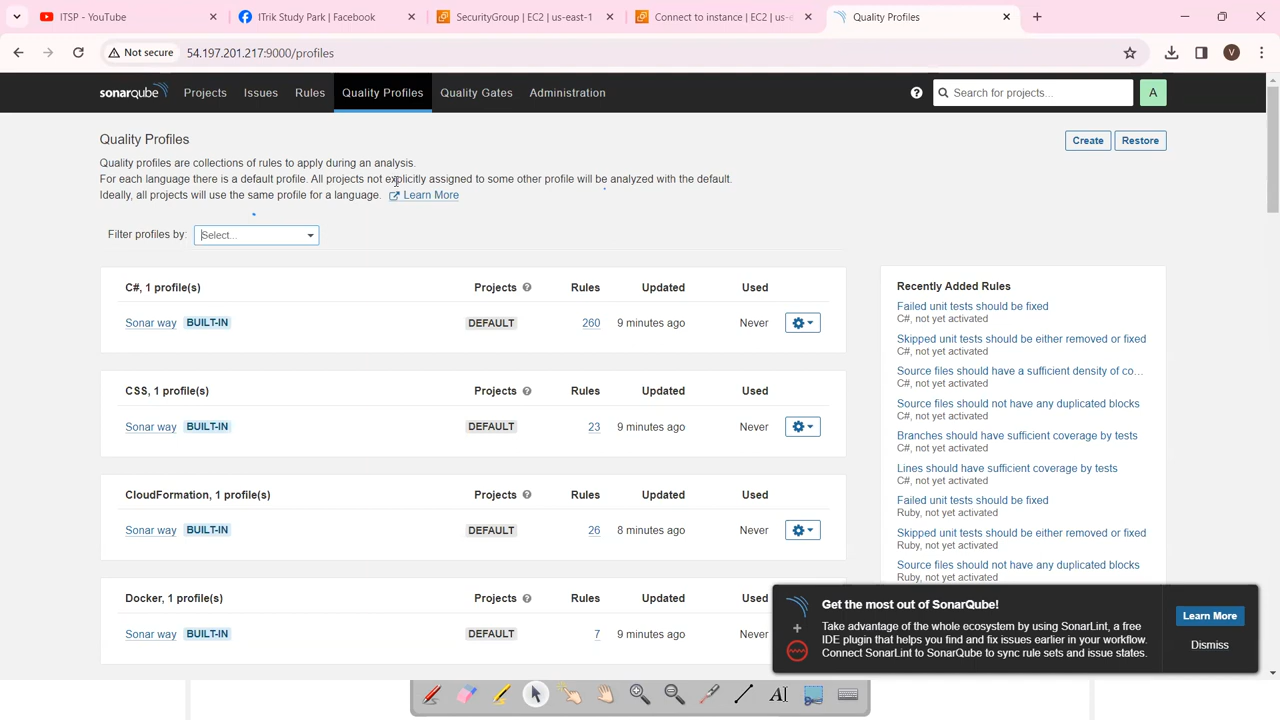 ITSP - YouTube
ITrik Study Park | Facebook
SecurityGroup | EC2 | us-east-1
Connect to instance | EC2 | us-e
Quality Profiles
Not secure
54.197.201.217:9000/profiles
V
sonarqube
Projects
Issues
Rules
Quality Profiles
Quality Gates
Administration
?
Search for projects...
A
Quality Profiles
Create
Restore
Quality profiles are collections of rules to apply during an analysis.
For each language there is a default profile. All projects not explicitly assigned to some other profile will be analyzed with the default.
Ideally, all projects will use the same profile for a language. Learn More
Filter profiles by: Select...
C#, 1 profile(s) Projects ? Rules Updated Used
Sonar way BUILT-IN DEFAULT 260 9 minutes ago Never
CSS, 1 profile(s) Projects ? Rules Updated Used
Sonar way BUILT-IN DEFAULT 23 9 minutes ago Never
CloudFormation, 1 profile(s) Projects ? Rules Updated Used
Sonar way BUILT-IN DEFAULT 26 8 minutes ago Never
Docker, 1 profile(s) Projects ? Rules Updated
Sonar way BUILT-IN DEFAULT 7 9 minutes ago Never
Recently Added Rules
Failed unit tests should be fixed
C#, not yet activated
Skipped unit tests should be either removed or fixed
C#, not yet activated
Source files should have a sufficient density of co...
C#, not yet activated
Source files should not have any duplicated blocks
C#, not yet activated
Branches should have sufficient coverage by tests
C#, not yet activated
Lines should have sufficient coverage by tests
C#, not yet activated
Failed unit tests should be fixed
Ruby, not yet activated
Skipped unit tests should be either removed or fixed
Ruby, not yet activated
Source files should not have any duplicated blocks
Ruby, not yet activated
Get the most out of SonarQube!
Take advantage of the whole ecosystem by using SonarLint, a free
IDE plugin that helps you find and fix issues earlier in your workflow.
Connect SonarLint to SonarQube to sync rule sets and issue states.
Learn More
Dismiss
AI